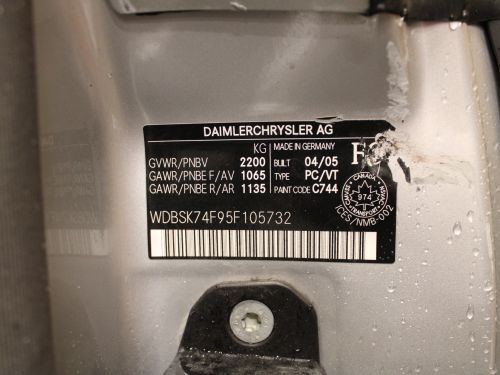 DAIMLERCHRYSLER AG
KG MADE IN GERMANY
GVWR/PNBV 2200 BUILT 04/05
GAWR/PNBE F/AV 1065 TYPE PC/VT
GAWR/PNBE R/AR 1135 PAINT CODE C744
WDBSK74F95F105732
CANADA
974
ICES/NMB-002